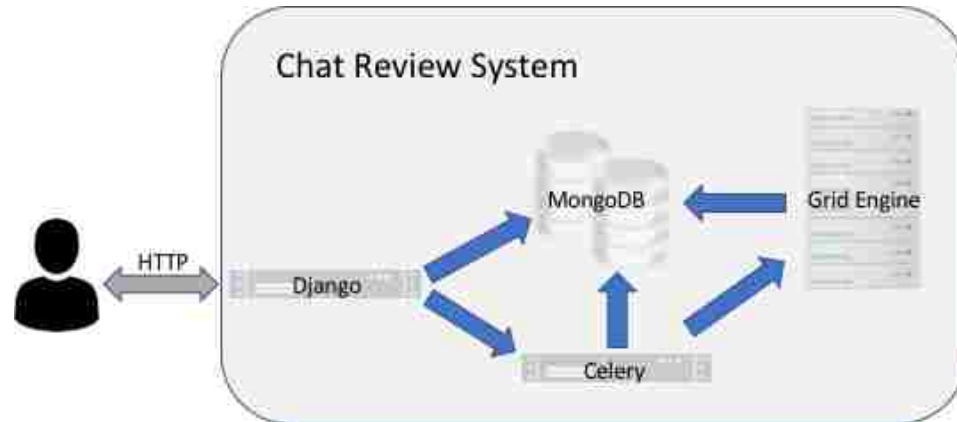 Chat Review System
MongoDB
Grid Engine
HTTP
Django
Celery